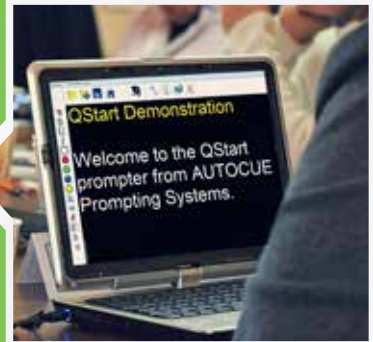 QStart Demonstration
Welcome to the QStart
prompter from AUTOCUE
Prompting Systems.